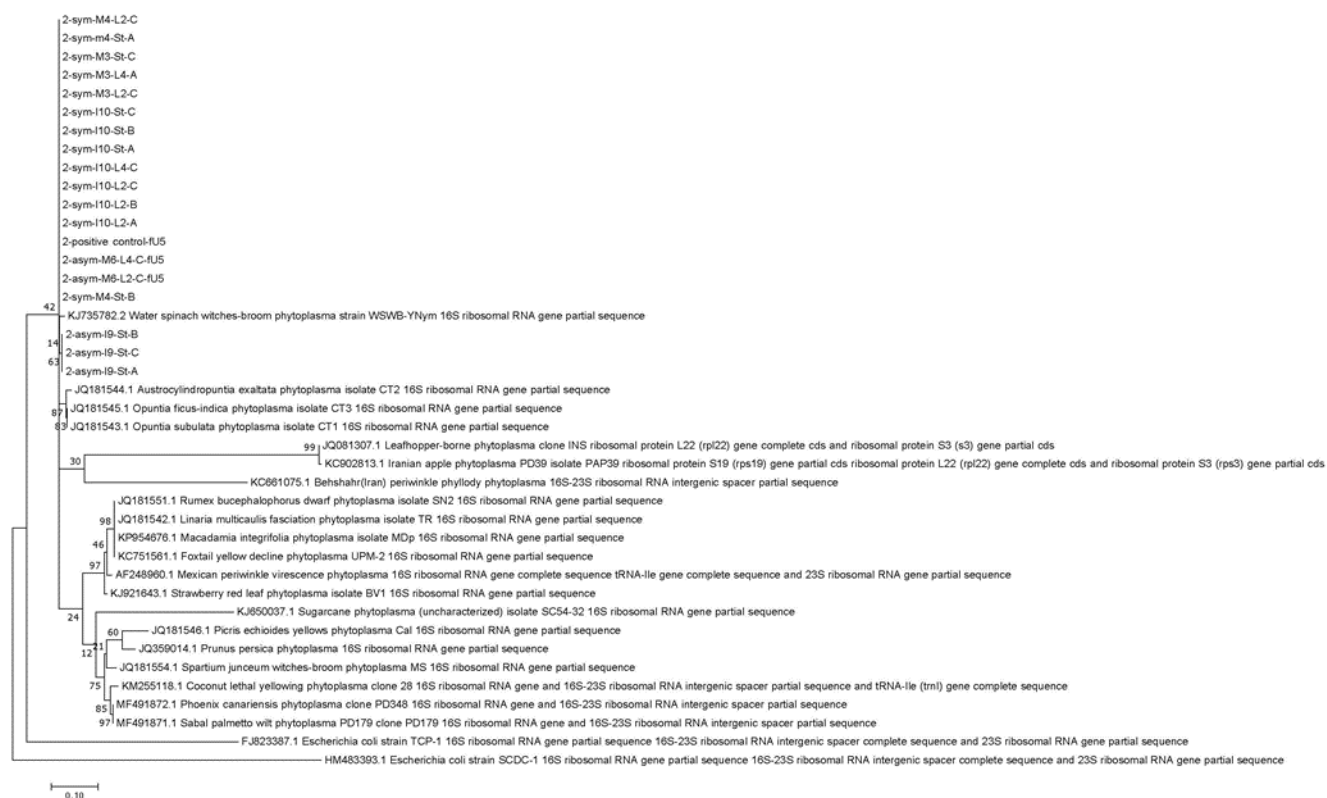 2-sym-M4-L2-C
2-sym-m4-St-A
2-sym-M3-St-C
2-sym-M3-L4-A
2-sym-M3-L2-C
2-sym-I10-St-C
2-sym-I10-St-B
2-sym-I10-St-A
2-sym-I10-L4-C
2-sym-I10-L2-C
2-sym-I10-L2-B
2-sym-I10-L2-A
2-positive control-fU5
2-asym-M6-L4-C-fU5
2-asym-M6-L2-C-fU5
2-sym-M4-St-B
42
KJ735782.2 Water spinach witches-broom phytoplasma strain WSWB-YNym 16S ribosomal RNA gene partial sequence
2-asym-I9-St-B
14
2-asym-I9-St-C
63
2-asym-I9-St-A
JQ181544.1 Austrocylindropuntia exaltata phytoplasma isolate CT2 16S ribosomal RNA gene partial sequence
87
JQ181545.1 Opuntia ficus-indica phytoplasma isolate CT3 16S ribosomal RNA gene partial sequence
83
JQ181543.1 Opuntia subulata phytoplasma isolate CT1 16S ribosomal RNA gene partial sequence
99
JQ081307.1 Leafhopper-borne phytoplasma clone INS ribosomal protein L22 (rpl22) gene complete cds and ribosomal protein S3 (s3) gene partial cds
30
KC902813.1 Iranian apple phytoplasma PD39 isolate PAP39 ribosomal protein S19 (rps19) gene partial cds ribosomal protein L22 (rpl22) gene complete cds and ribosomal protein S3 (rps3) gene partial cds
KC661075.1 Behshahr(Iran) periwinkle phyllody phytoplasma 16S-23S ribosomal RNA intergenic spacer partial sequence
JQ181551.1 Rumex bucephalophorus dwarf phytoplasma isolate SN2 16S ribosomal RNA gene partial sequence
98
JQ181542.1 Linaria multicaulis fasciation phytoplasma isolate TR 16S ribosomal RNA gene partial sequence
46
KP954676.1 Macadamia integrifolia phytoplasma isolate MDp 16S ribosomal RNA gene partial sequence
KC751561.1 Foxtail yellow decline phytoplasma UPM-2 16S ribosomal RNA gene partial sequence
97
AF248960.1 Mexican periwinkle virescence phytoplasma 16S ribosomal RNA gene complete sequence tRNA-Ile gene complete sequence and 23S ribosomal RNA gene partial sequence
KJ921643.1 Strawberry red leaf phytoplasma isolate BV1 16S ribosomal RNA gene partial sequence
24
KJ650037.1 Sugarcane phytoplasma (uncharacterized) isolate SC54-32 16S ribosomal RNA gene partial sequence
60
JQ181546.1 Picris echioides yellows phytoplasma Cal 16S ribosomal RNA gene partial sequence
12
21
JQ359014.1 Prunus persica phytoplasma 16S ribosomal RNA gene partial sequence
JQ181554.1 Spartium junceum witches-broom phytoplasma MS 16S ribosomal RNA gene partial sequence
75
KM255118.1 Coconut lethal yellowing phytoplasma clone 28 16S ribosomal RNA gene and 16S-23S ribosomal RNA intergenic spacer partial sequence and tRNA-Ile (trnI) gene complete sequence
85
MF491872.1 Phoenix canariensis phytoplasma clone PD348 16S ribosomal RNA gene and 16S-23S ribosomal RNA intergenic spacer partial sequence
97
MF491871.1 Sabal palmetto wilt phytoplasma PD179 clone PD179 16S ribosomal RNA gene and 16S-23S ribosomal RNA intergenic spacer partial sequence
FJ823387.1 Escherichia coli strain TCP-1 16S ribosomal RNA gene partial sequence 16S-23S ribosomal RNA intergenic spacer complete sequence and 23S ribosomal RNA gene partial sequence
HM483393.1 Escherichia coli strain SCDC-1 16S ribosomal RNA gene partial sequence 16S-23S ribosomal RNA intergenic spacer complete sequence and 23S ribosomal RNA gene partial sequence
0.10